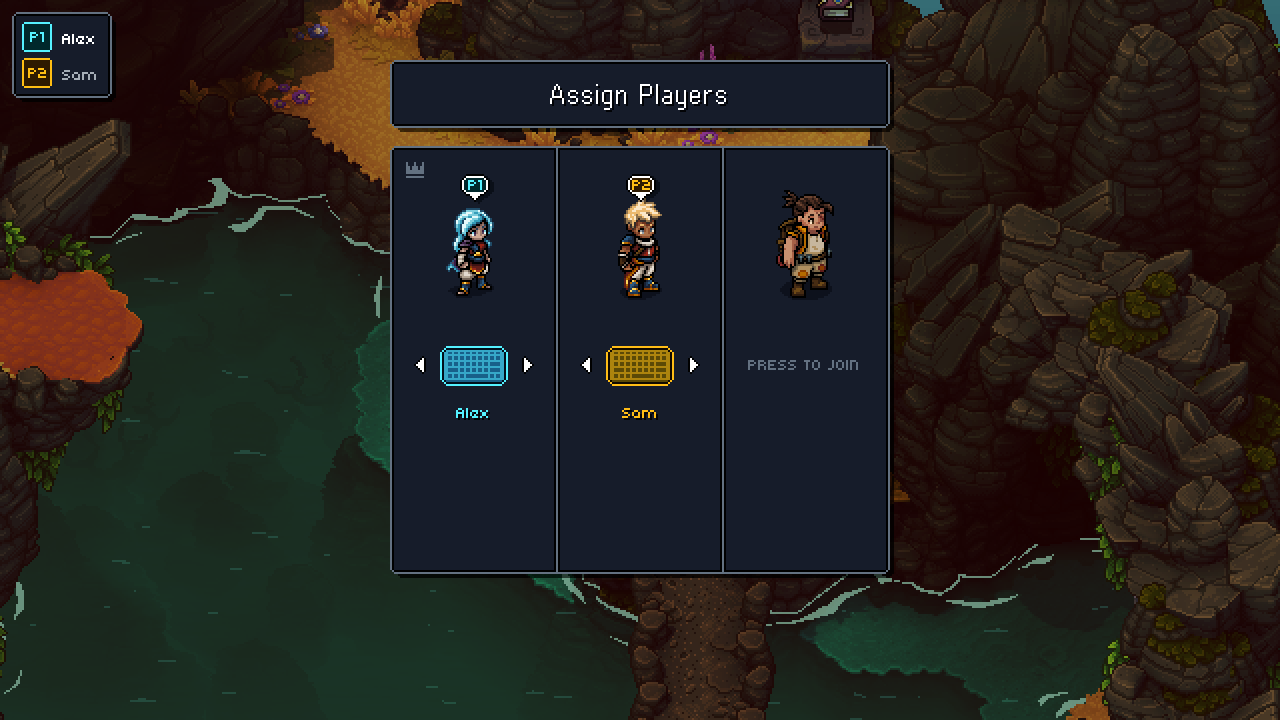 P1 Alex
P2 Sam
Assign Players
P1
P2
PRESS TO JOIN
Alex
Sam